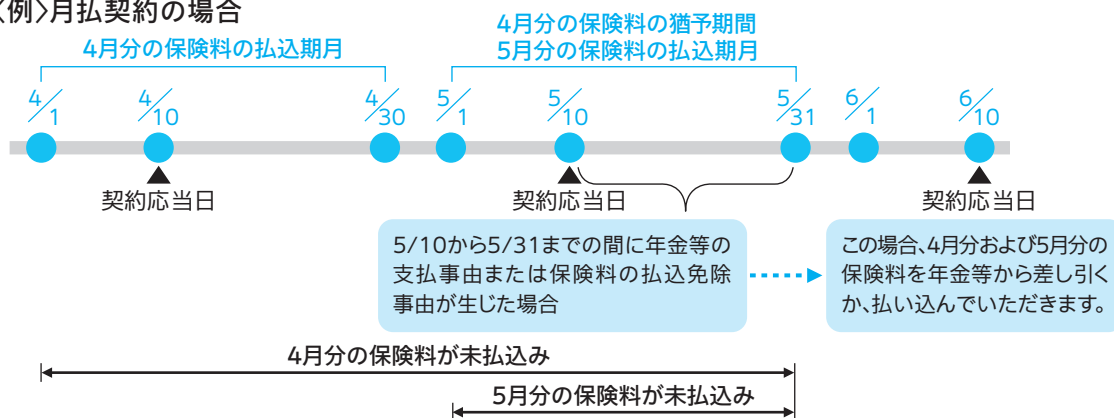 〈例〉月払契約の場合
4月分の保険料の払込期月
4月分の保険料の猶予期間
5月分の保険料の払込期月
4/1 4/10 4/30 5/1 5/10 5/31 6/1 6/10
契約応当日 契約応当日 契約応当日
5/10から5/31までの間に年金等の
支払事由または保険料の払込免除
事由が生じた場合
この場合、4月分および5月分の
保険料を年金等から差し引く
か、払い込んでいただきます。
4月分の保険料が未払込み
5月分の保険料が未払込み